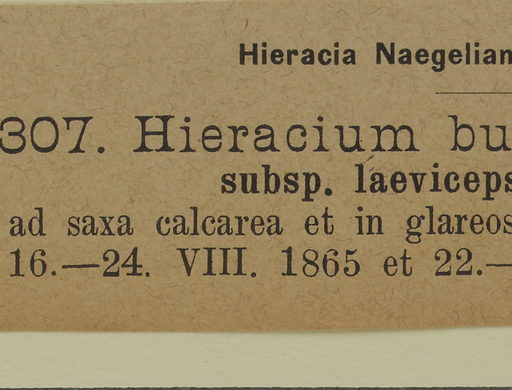 Hieracia Naegelian
307. Hieracium bu
subsp. laeviceps
ad saxa calcarea et in glareos
16.—24. VIII. 1865 et 22.—